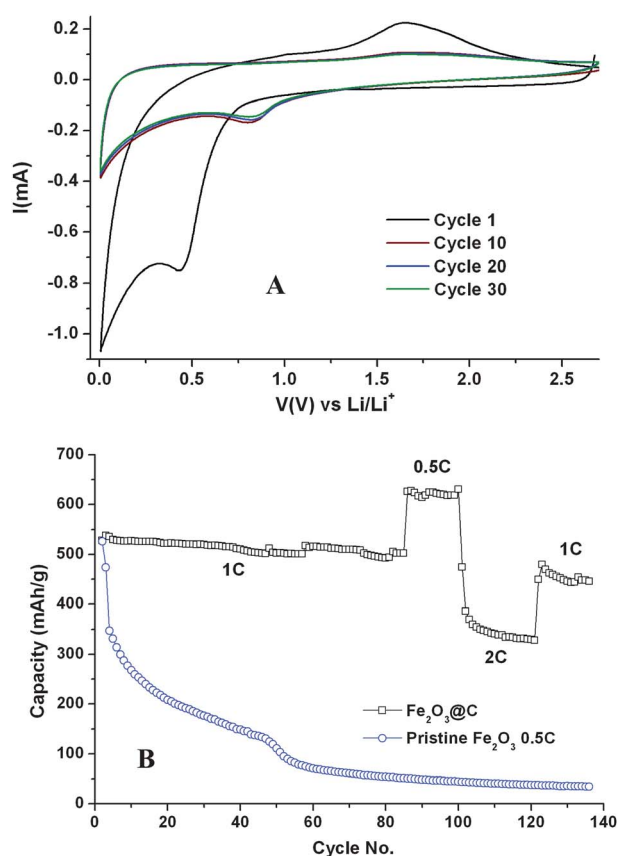 0.2
0.0
-0.2
-0.4
-0.6
-0.8
-1.0
I(mA)
Cycle 1
Cycle 10
Cycle 20
Cycle 30
A
0.0 0.5 1.0 1.5 2.0 2.5
V(V) vs Li/Li⁺
700
600
500
400
300
200
100
0
Capacity (mAh/g)
0.5C
1C
1C
2C
Fe₂O₃@C
Pristine Fe₂O₃ 0.5C
B
0 20 40 60 80 100 120 140
Cycle No.